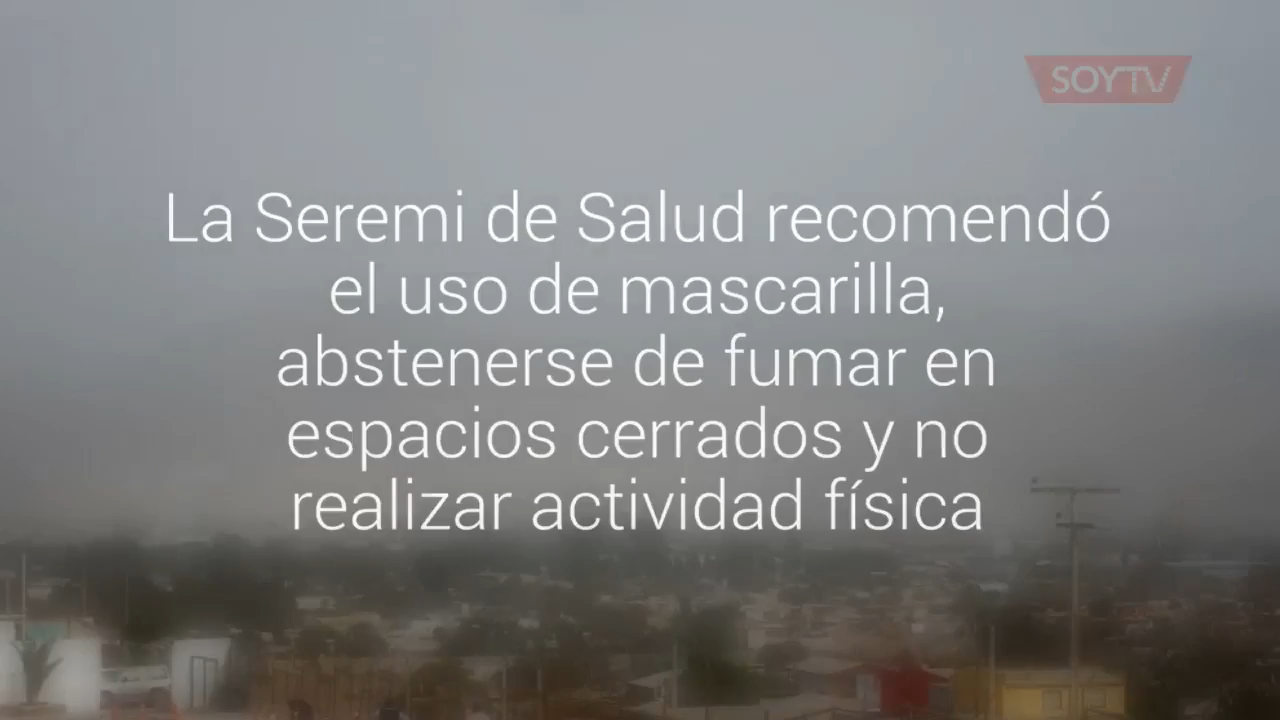 SOYTV
La Seremi de Salud recomendó
el uso de mascarilla,
abstenerse de fumar en
espacios cerrados y no
realizar actividad física